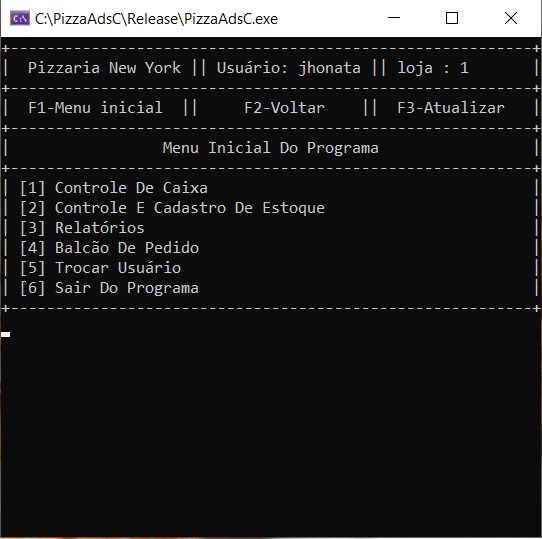 C:\PizzaAdsC\Release\PizzaAdsC.exe
Pizzaria New York || Usuário: jhonata || loja : 1
F1-Menu inicial || F2-Voltar || F3-Atualizar
Menu Inicial Do Programa
[1] Controle De Caixa
[2] Controle E Cadastro De Estoque
[3] Relatórios
[4] Balcão De Pedido
[5] Trocar Usuário
[6] Sair Do Programa